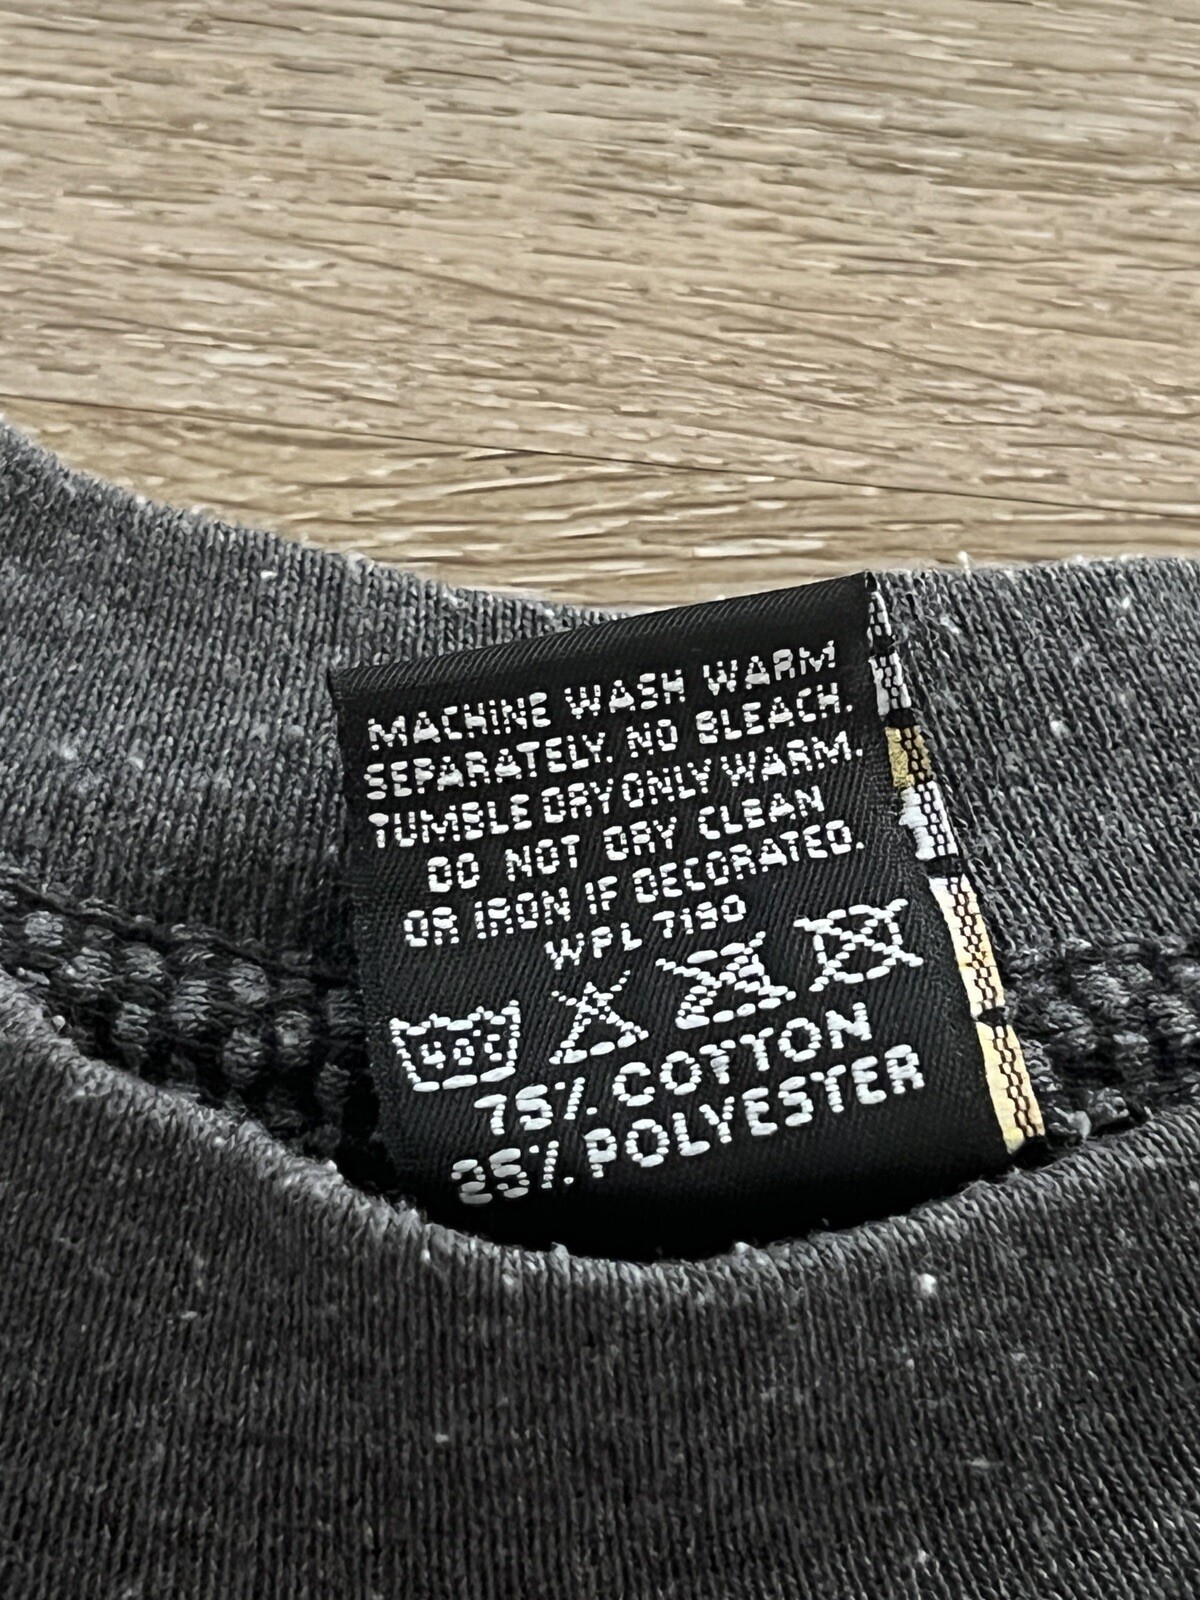 MACHINE WASH WARM
SEPARATELY. NO BLEACH.
TUMBLE DRY ONLY WARM.
DO NOT DRY CLEAN
OR IRON IF DECORATED.
WPL 7190
40°
75% COTTON
25% POLYESTER